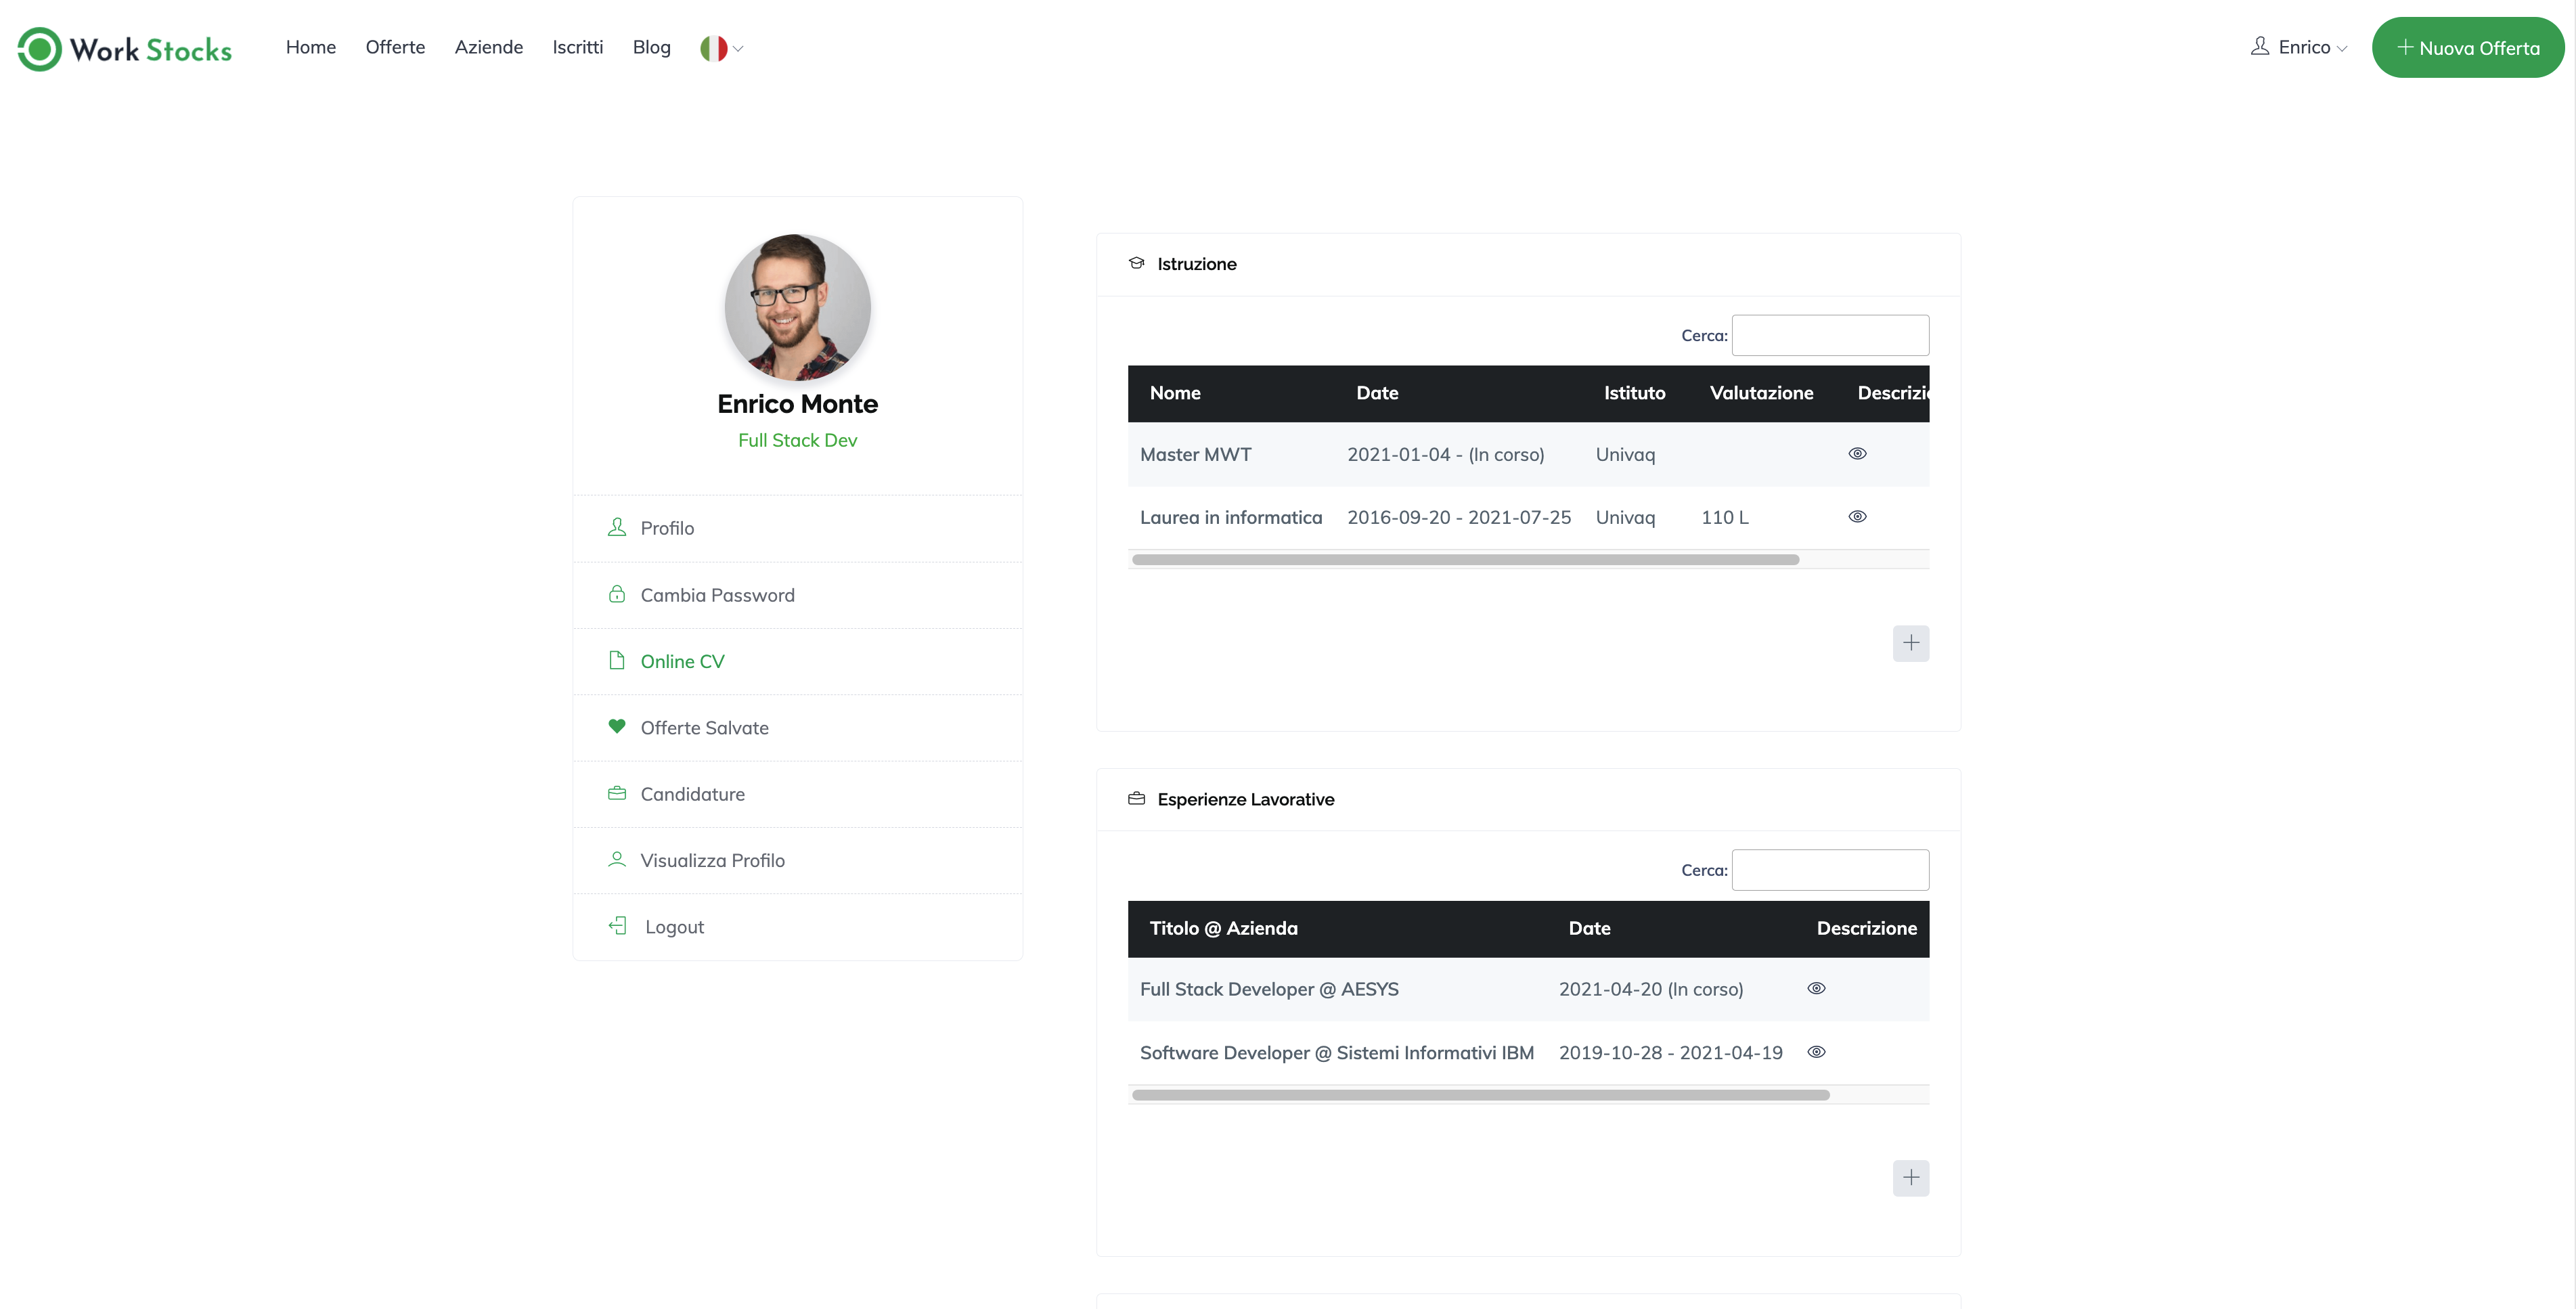 Work Stocks Home Offerte Aziende Iscritti Blog Enrico + Nuova Offerta
Enrico Monte
Full Stack Dev
Profilo
Cambia Password
Online CV
Offerte Salvate
Candidature
Visualizza Profilo
Logout
Istruzione
Cerca:
Nome Date Istituto Valutazione Descrizi
Master MWT 2021-01-04 - (In corso) Univaq
Laurea in informatica 2016-09-20 - 2021-07-25 Univaq 110 L
+
Esperienze Lavorative
Cerca:
Titolo @ Azienda Date Descrizione
Full Stack Developer @ AESYS 2021-04-20 (In corso)
Software Developer @ Sistemi Informativi IBM 2019-10-28 - 2021-04-19
+